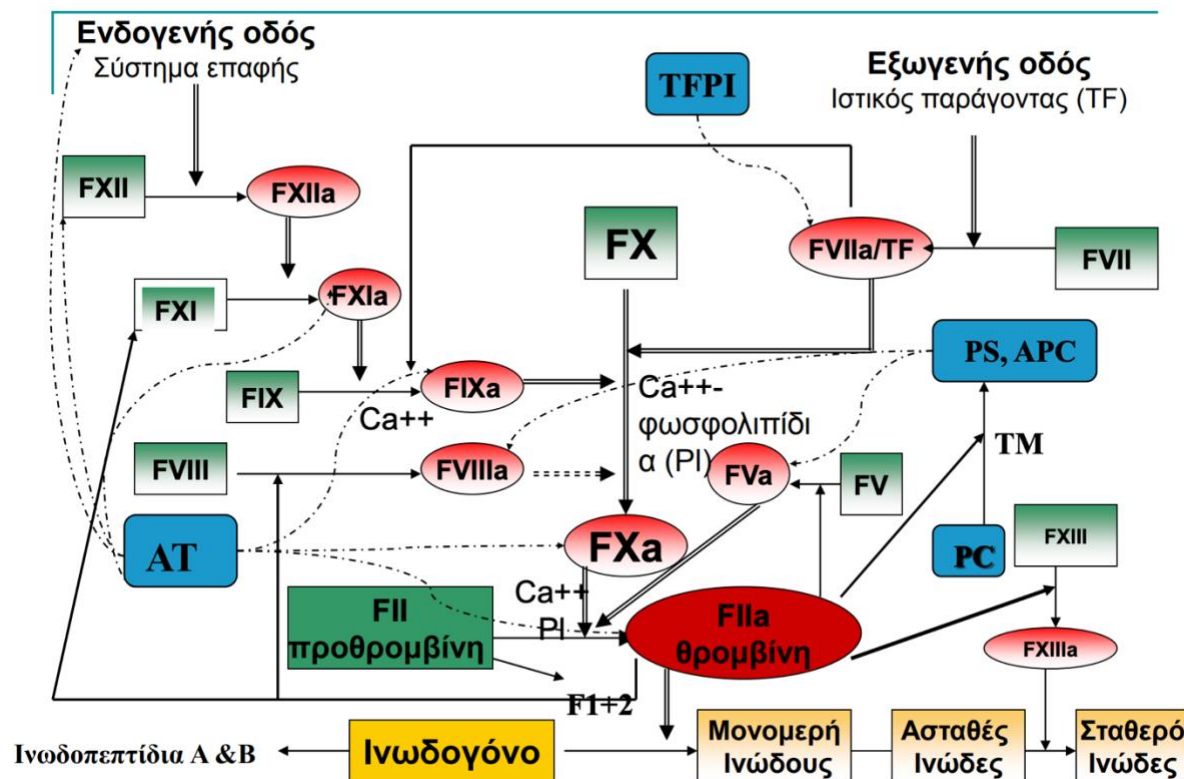 Ενδογενής οδός
Σύστημα επαφής
TFPI
Εξωγενής οδός
Ιστικός παράγοντας (TF)
FXII
FXIIa
FX
FVIIa/TF
FVII
FXI
FXIa
PS, APC
FIX
Ca++
FIXa
Ca++-
φωσφολιπίδι
α (Pl)
FVIII
FVIIIa
FVa
FV
TM
AT
FXa
PC
FXIII
Ca++
Pl
FII
προθρομβίνη
FIIa
θρομβίνη
FXIIIa
F1+2
Ινωδοπεπτίδια Α &Β
Ινωδογόνο
Μονομερή
Ινώδους
Ασταθές
Ινώδες
Σταθερό
Ινώδες